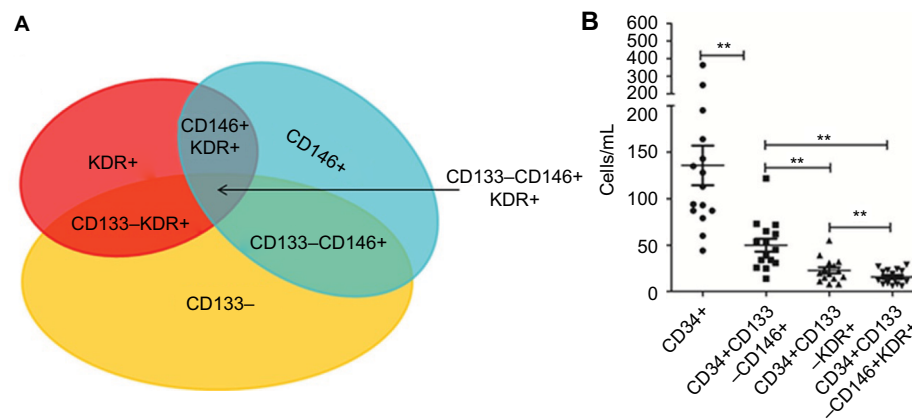 A
CD146+
KDR+
CD146+
KDR+
CD133–CD146+
KDR+
CD133–KDR+
CD133–CD146+
CD133–
B
600
500
400
300
200
200
150
100
50
0
Cells/mL
**
**
**
**
CD34+
CD34+CD133
–CD146+
CD34+CD133
–KDR+
CD34+CD133
–CD146+KDR+